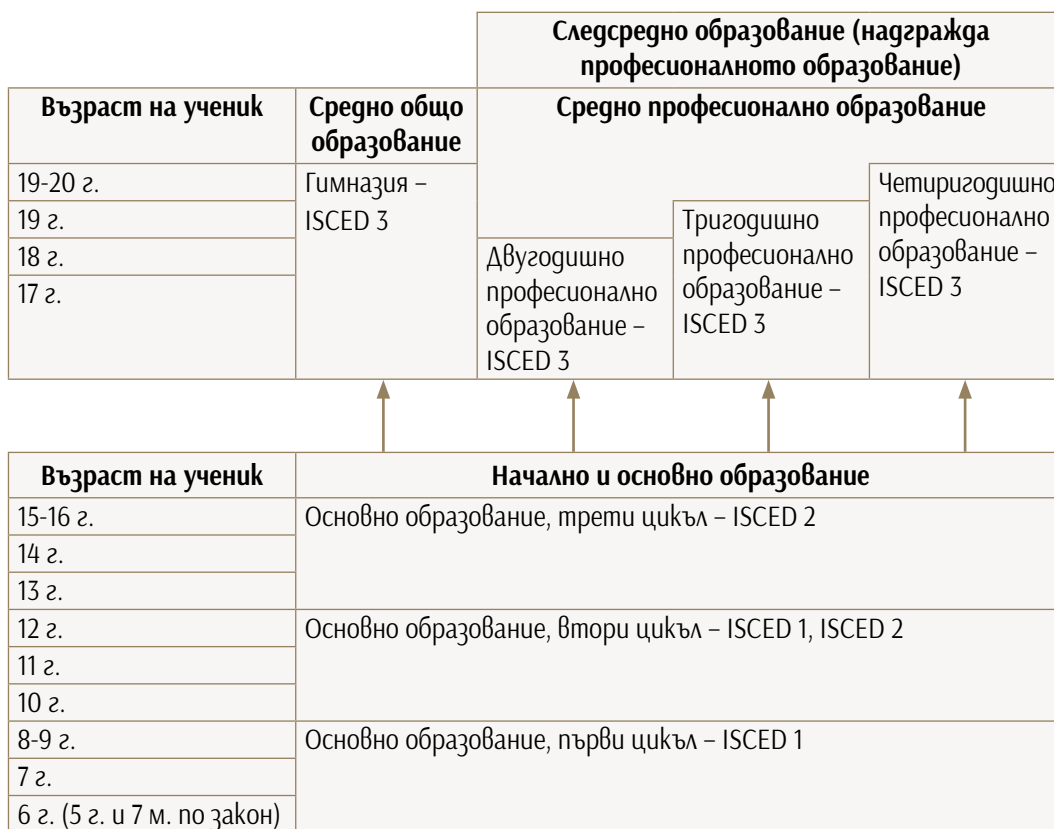 Следсредно образование (надгражда
професионалното образование)
Възраст на ученик
Средно общо
образование
Средно професионално образование
19-20 г.
19 г.
18 г.
17 г.
Гимназия –
ISCED 3
Двугодишно
професионално
образование –
ISCED 3
Тригодишно
професионално
образование –
ISCED 3
Четиригодишно
професионално
образование –
ISCED 3
Възраст на ученик
Начално и основно образование
15-16 г.
Основно образование, трети цикъл – ISCED 2
14 г.
13 г.
12 г.
Основно образование, втори цикъл – ISCED 1, ISCED 2
11 г.
10 г.
8-9 г.
Основно образование, първи цикъл – ISCED 1
7 г.
6 г. (5 г. и 7 м. по закон)